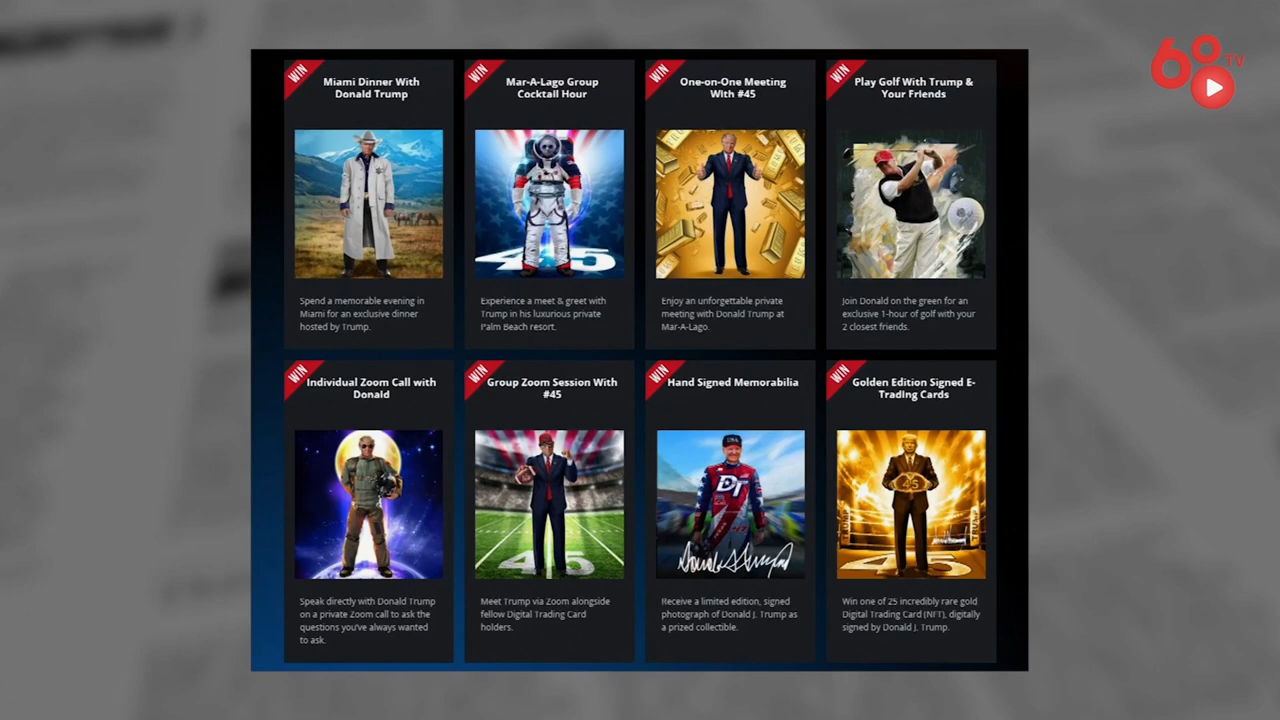 60
TV
WIN
Miami Dinner With
Donald Trump
Spend a memorable evening in
Miami for an exclusive dinner
hosted by Trump.
WIN
Mar-A-Lago Group
Cocktail Hour
45
Experience a meet & greet with
Trump in his luxurious private
Palm Beach resort.
WIN
One-on-One Meeting
With #45
Enjoy an unforgettable private
meeting with Donald Trump at
Mar-A-Lago.
WIN
Play Golf With Trump &
Your Friends
Join Donald on the green for an
exclusive 1-hour of golf with your
2 closest friends.
WIN
Individual Zoom Call with
Donald
Speak directly with Donald Trump
on a private Zoom call to ask the
questions you've always wanted
to ask.
WIN
Group Zoom Session With
#45
45
Meet Trump via Zoom alongside
fellow Digital Trading Card
holders.
WIN
Hand Signed Memorabilia
USA
DT
Donald Trump
Receive a limited edition, signed
photograph of Donald J. Trump as
a prized collectible.
WIN
Golden Edition Signed E-
Trading Cards
45
45
Win one of 25 incredibly rare gold
Digital Trading Card (NFT), digitally
signed by Donald J. Trump.